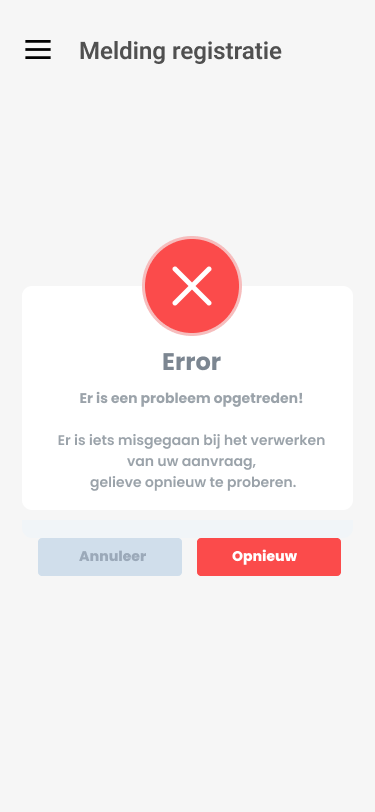 Melding registratie
Error
Er is een probleem opgetreden!
Er is iets misgegaan bij het verwerken
van uw aanvraag,
gelieve opnieuw te proberen.
Annuleer
Opnieuw